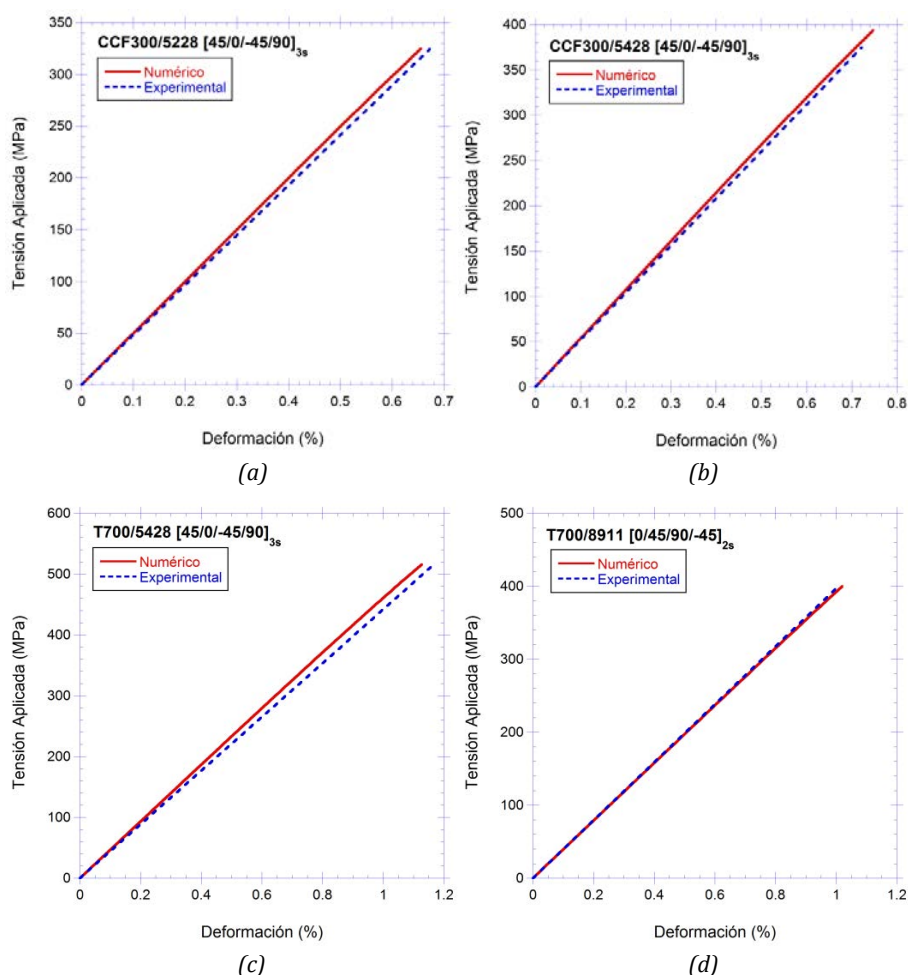 CCF300/5228 [45/0/-45/90]3s
Numérico
Experimental
Tensión Aplicada (MPa)
350
300
250
200
150
100
50
0
0 0.1 0.2 0.3 0.4 0.5 0.6 0.7
Deformación (%)
(a)
CCF300/5428 [45/0/-45/90]3s
Numérico
Experimental
Tensión Aplicada (MPa)
400
350
300
250
200
150
100
50
0
0 0.1 0.2 0.3 0.4 0.5 0.6 0.7 0.8
Deformación (%)
(b)
T700/5428 [45/0/-45/90]3s
Numérico
Experimental
Tensión Aplicada (MPa)
600
500
400
300
200
100
0
0 0.2 0.4 0.6 0.8 1 1.2
Deformación (%)
(c)
T700/8911 [0/45/90/-45]2s
Numérico
Experimental
Tensión Aplicada (MPa)
500
400
300
200
100
0
0 0.2 0.4 0.6 0.8 1 1.2
Deformación (%)
(d)